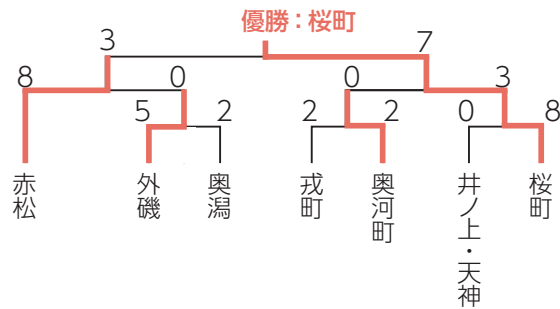 優勝：桜町
3 7
8 0 0 3
5 2 2 2 0 8
赤松
外磯
奥潟
戎町
奥河町
井ノ上・天神
桜町